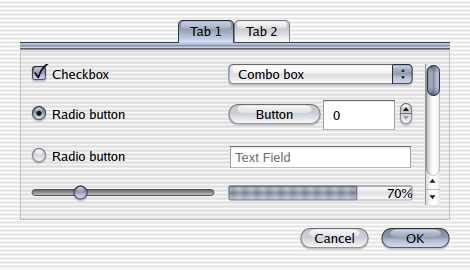 Tab 1 Tab 2
Checkbox Combo box
Radio button Button 0
Radio button Text Field
70%
Cancel OK